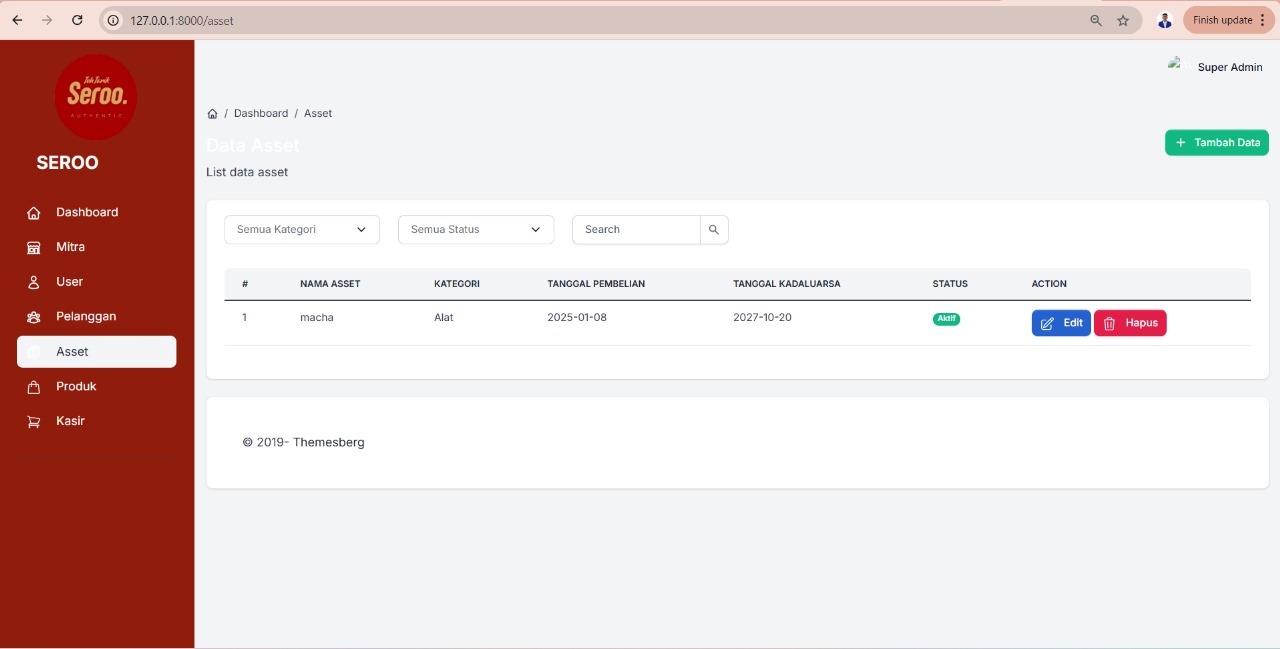 127.0.0.1:8000/asset
Finish update
Teh Tarik
Seroo.
AUTHENTIC
SEROO
Dashboard
Mitra
User
Pelanggan
Asset
Produk
Kasir
Super Admin
/ Dashboard / Asset
Data Asset
List data asset
+ Tambah Data
Semua Kategori
Semua Status
Search
# NAMA ASSET KATEGORI TANGGAL PEMBELIAN TANGGAL KADALUARSA STATUS ACTION
1 macha Alat 2025-01-08 2027-10-20 Aktif Edit Hapus
© 2019- Themesberg